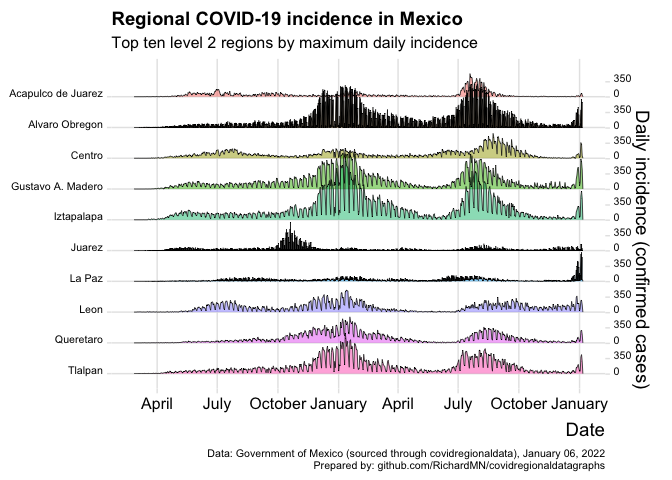 Regional COVID-19 incidence in Mexico
Top ten level 2 regions by maximum daily incidence
Acapulco de Juarez
350
0
Alvaro Obregon
350
0
Centro
350
0
Gustavo A. Madero
350
0
Iztapalapa
350
0
Juarez
350
0
La Paz
350
0
Leon
350
0
Queretaro
350
0
Tlalpan
350
0
Daily incidence (confirmed cases)
April July October January April July October January
Date
Data: Government of Mexico (sourced through covidregionaldata), January 06, 2022
Prepared by: github.com/RichardMN/covidregionaldatagraphs